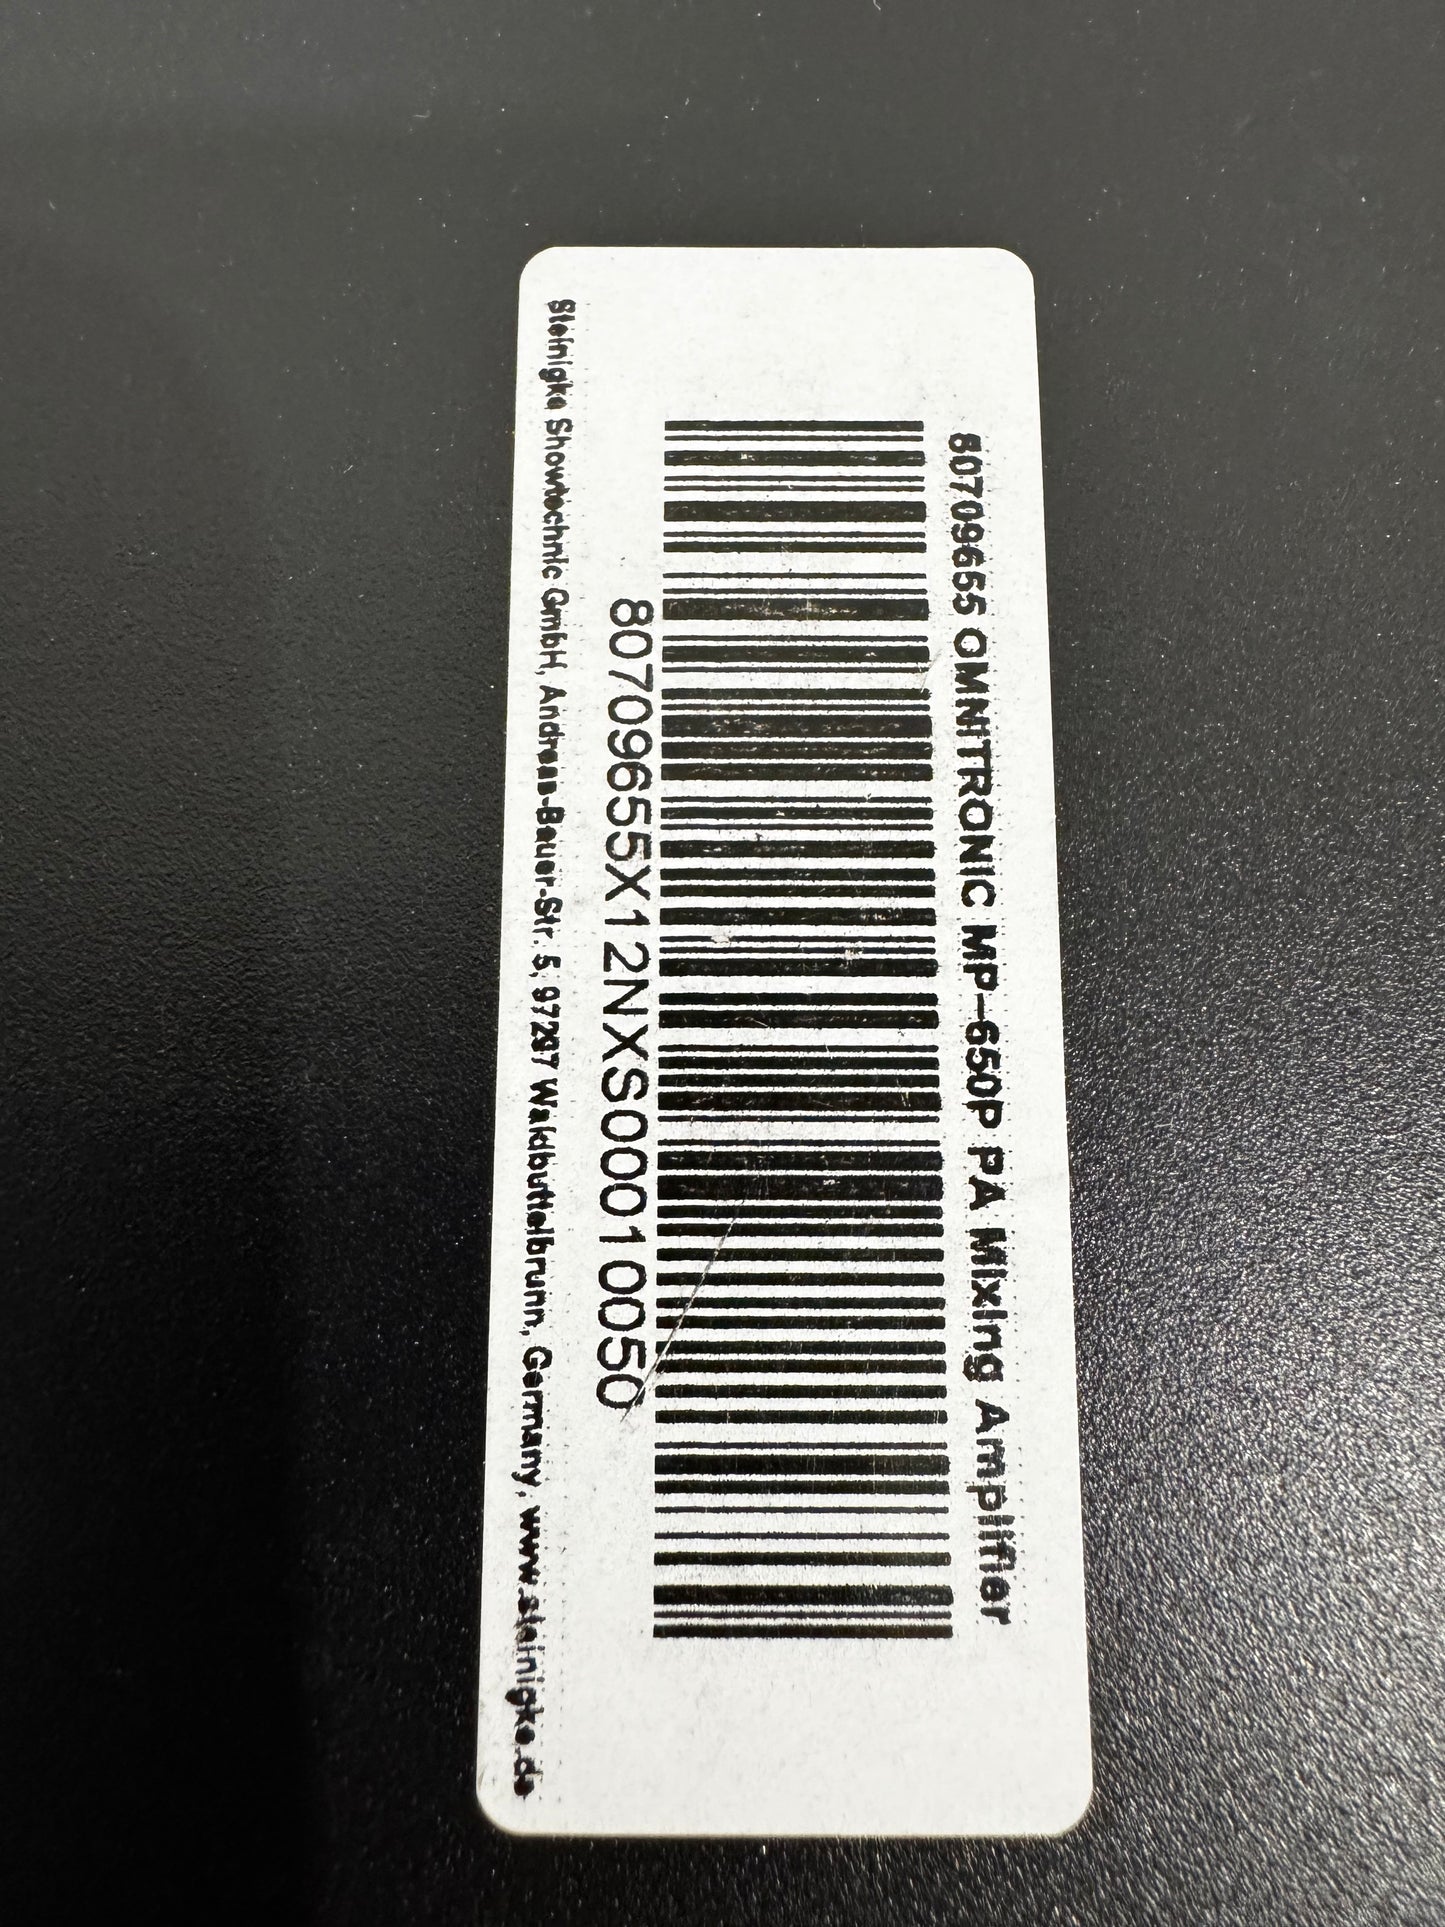 80709655 OMNITRONIC MP-650P PA Mixing Amplifier
80709655X12NXS00010050
Steinigke Showtechnic GmbH, Andreas-Bauer-Str. 5, 97297 Waldbüttelbrunn, Germany, www.steinigke.de